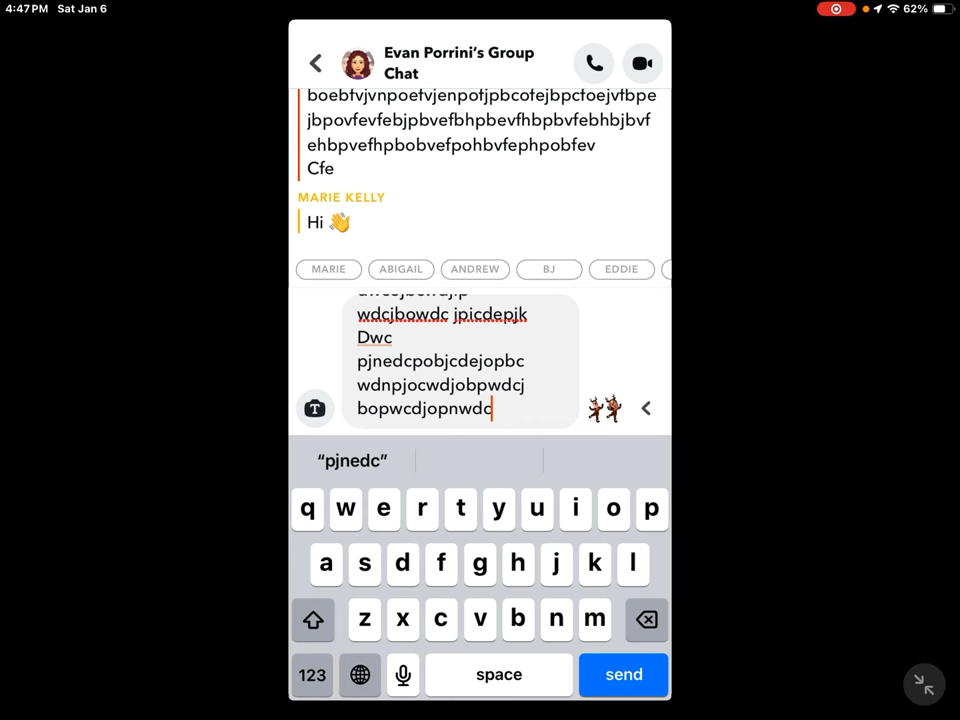 4:47 PM Sat Jan 6 62%
Evan Porrini's Group
Chat
boebfvjvnpoefvjenpofjpbcofejbpcfoejvfbpe
jbpovfevfebjpbvefbhpbevfhbpbvfebhbjbvf
ehbpvefhpbobvefpohbvfephpobfev
Cfe
MARIE KELLY
Hi 👋
MARIE ABIGAIL ANDREW BJ EDDIE
wdcjbowdc jpicdepjk
Dwc
pjnedcpobjcdejopbc
wdnpjocwdjobpwdcj
bopwcdjopnwdc
T
"pjnedc"
q w e r t y u i o p
a s d f g h j k l
z x c v b n m
123 space send